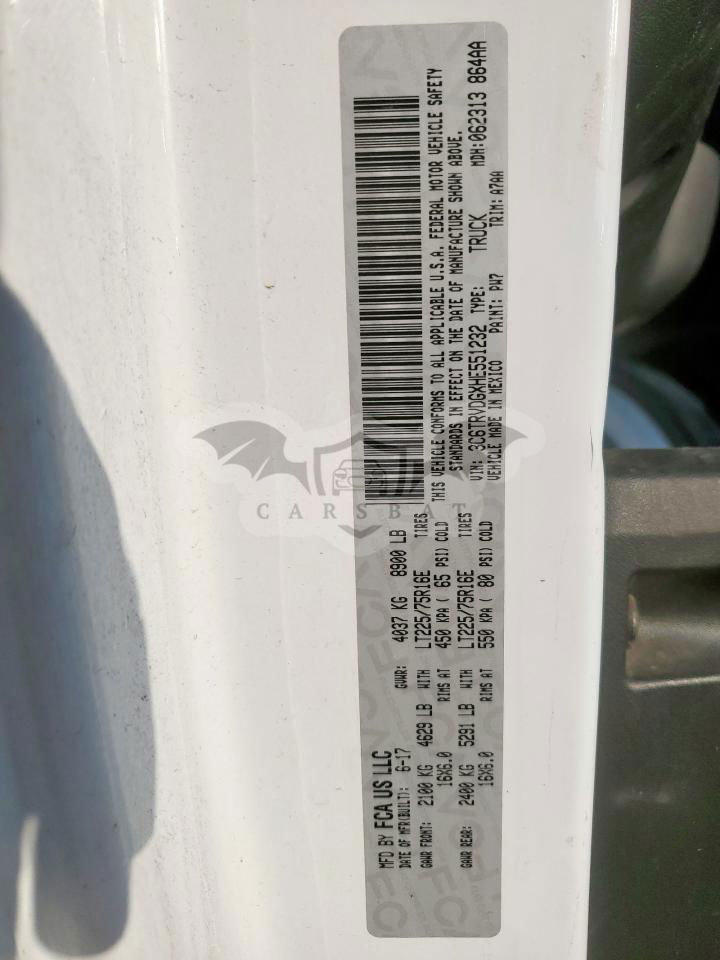 MFD BY FCA US LLC
DATE OF MFR(BUILT): 6-17 GVWR: 4037 KG 8900 LB
GAWR FRONT: 2100 KG 4629 LB WITH LT225/75R16E TIRES
16X6.0 RIMS AT 450 KPA ( 65 PSI) COLD
GAWR REAR: 2400 KG 5291 LB WITH LT225/75R16E TIRES
16X6.0 RIMS AT 550 KPA ( 80 PSI) COLD
THIS VEHICLE CONFORMS TO ALL APPLICABLE U.S.A. FEDERAL MOTOR VEHICLE SAFETY
STANDARDS IN EFFECT ON THE DATE OF MANUFACTURE SHOWN ABOVE.
VIN: 3C6TRVDGXHE551232 TYPE: TRUCK MDH:062313 864AA
VEHICLE MADE IN MEXICO PAINT: PW7 TRIM: A7AA
CARSBAT